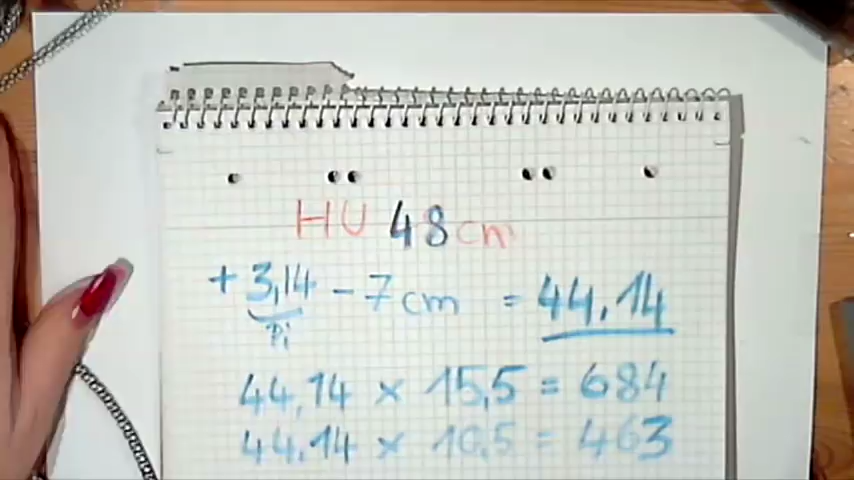 HU 48cm
+ 3,14 - 7cm = 44,14
Pi
44,14 x 15,5 = 684
44,14 x 10,5 = 463